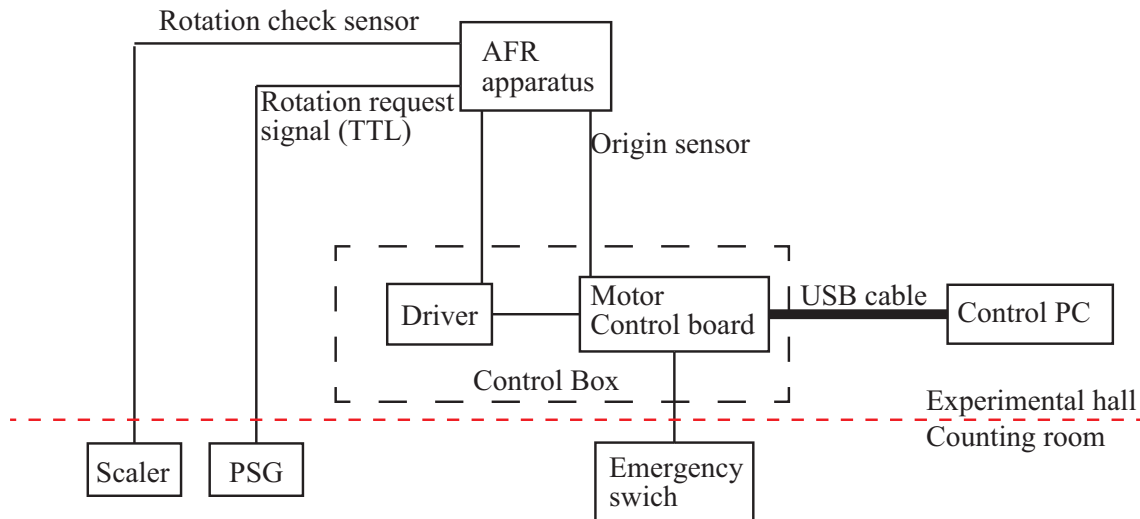 Rotation check sensor
AFR
apparatus
Rotation request
signal (TTL)
Origin sensor
Driver
Motor
Control board
USB cable
Control PC
Control Box
Experimental hall
Counting room
Scaler
PSG
Emergency
swich